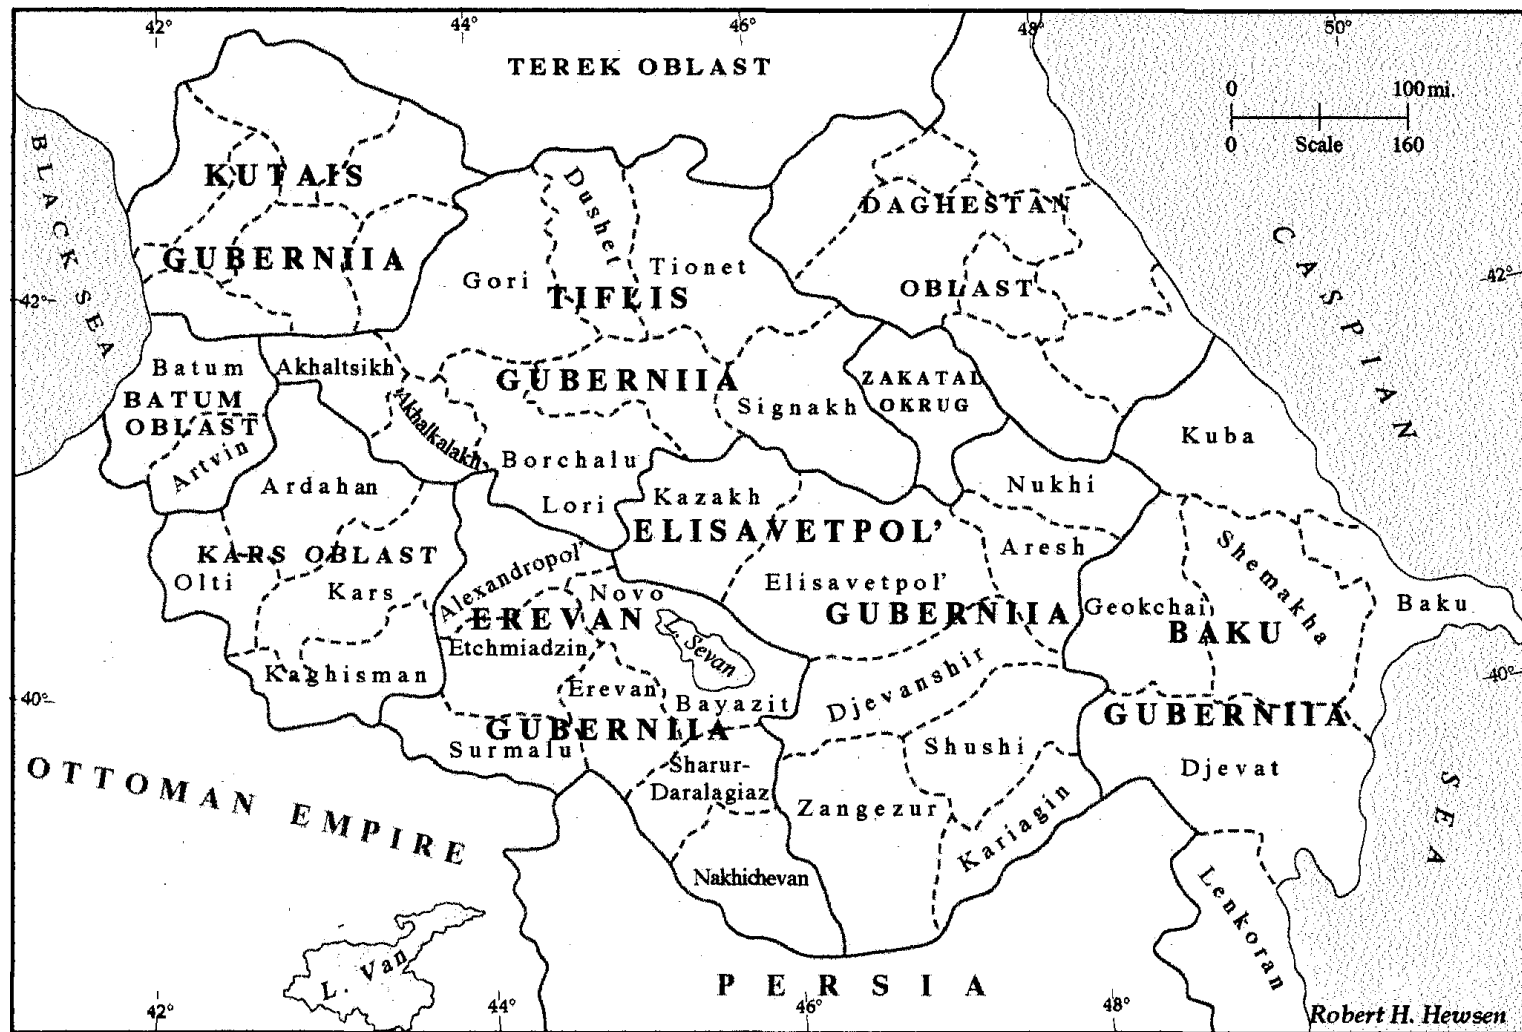 42°
44°
46°
48°
50°
TEREK OBLAST
0
100 mi.
0
Scale
160
BLACK SEA
CASPIAN
SEA
KUTAIS
GUBERNIIA
Dushet
Gori
Tionet
TIFLIS
GUBERNIIA
DAGHESTAN
OBLAST
42°
42°
Batum
BATUM
OBLAST
Artvin
Akhaltsikh
Akhalkalakh
Signakh
ZAKATAL
OKRUG
Kuba
Borchalu
Lori
Ardahan
KARS OBLAST
Olti
Kars
Kaghisman
Kazakh
ELISAVETPOL'
Elisavetpol'
GUBERNIIA
Nukhi
Aresh
Geokchai
Shemakha
BAKU
GUBERNIIA
Baku
Alexandropol'
EREVAN
Novo
Etchmiadzin
L. Sevan
Erevan
Bayazit
GUBERNIIA
Surmalu
Sharur-
Daralagiaz
Nakhichevan
Djevanshir
Shushi
Zangezur
Kariagin
Djevat
Lenkoran
40°
40°
OTTOMAN EMPIRE
L. Van
PERSIA
42°
44°
46°
48°
Robert H. Hewsen